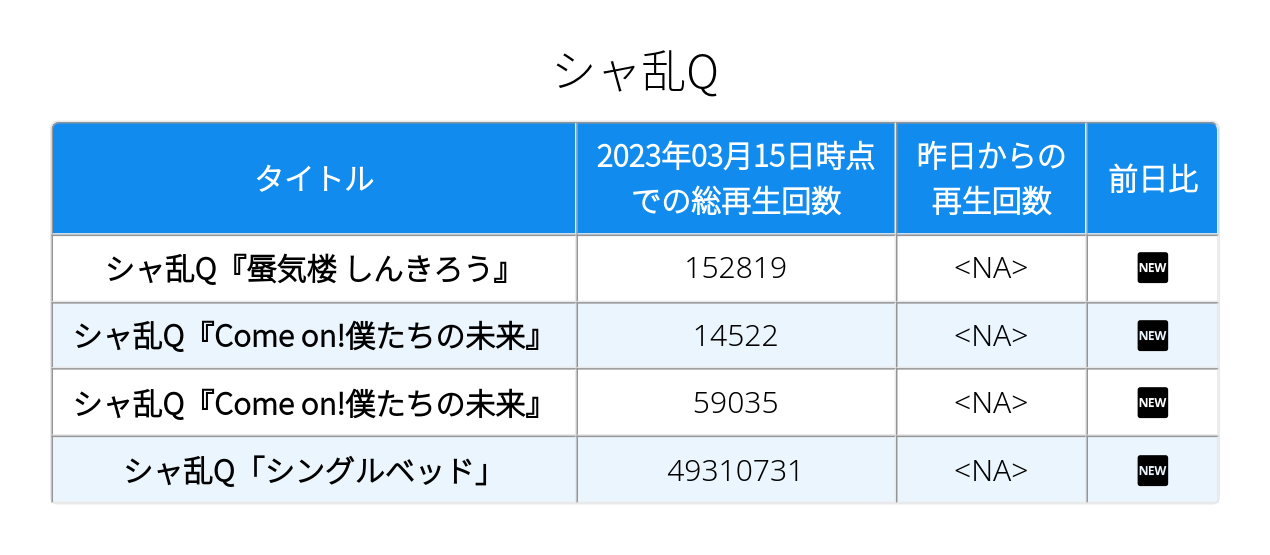 シャ乱Q
タイトル
2023年03月15日時点
での総再生回数
昨日からの
再生回数
前日比
シャ乱Q『蜃気楼 しんきろう』
152819
<NA>
NEW
シャ乱Q『Come on!僕たちの未来』
14522
<NA>
NEW
シャ乱Q『Come on!僕たちの未来』
59035
<NA>
NEW
シャ乱Q「シングルベッド」
49310731
<NA>
NEW